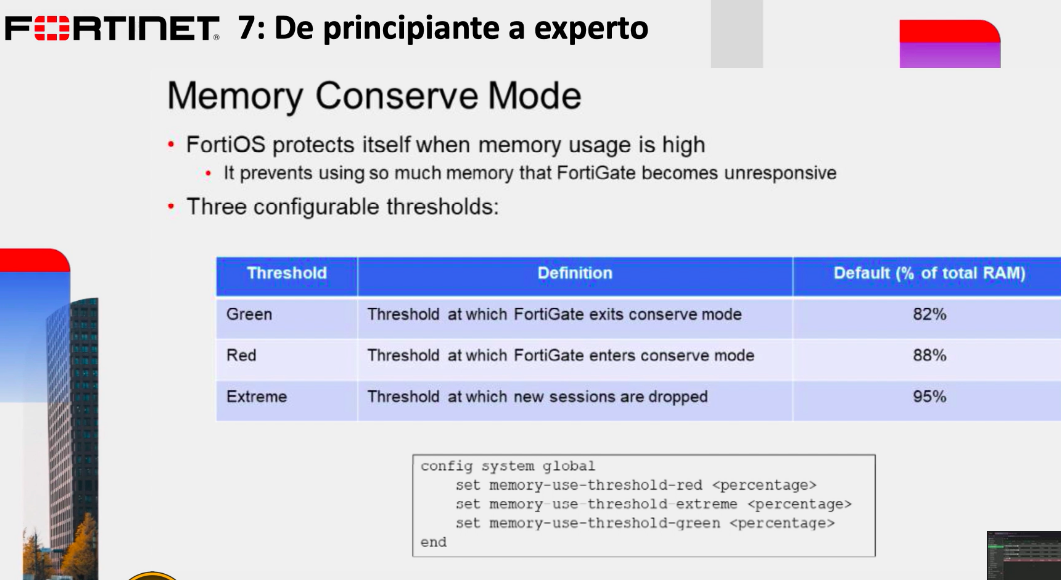 FORTINET® 7: De principiante a experto
Memory Conserve Mode
• FortiOS protects itself when memory usage is high
• It prevents using so much memory that FortiGate becomes unresponsive
• Three configurable thresholds:
Threshold Definition Default (% of total RAM)
Green Threshold at which FortiGate exits conserve mode 82%
Red Threshold at which FortiGate enters conserve mode 88%
Extreme Threshold at which new sessions are dropped 95%
config system global
set memory-use-threshold-red <percentage>
set memory-use-threshold-extreme <percentage>
set memory-use-threshold-green <percentage>
end